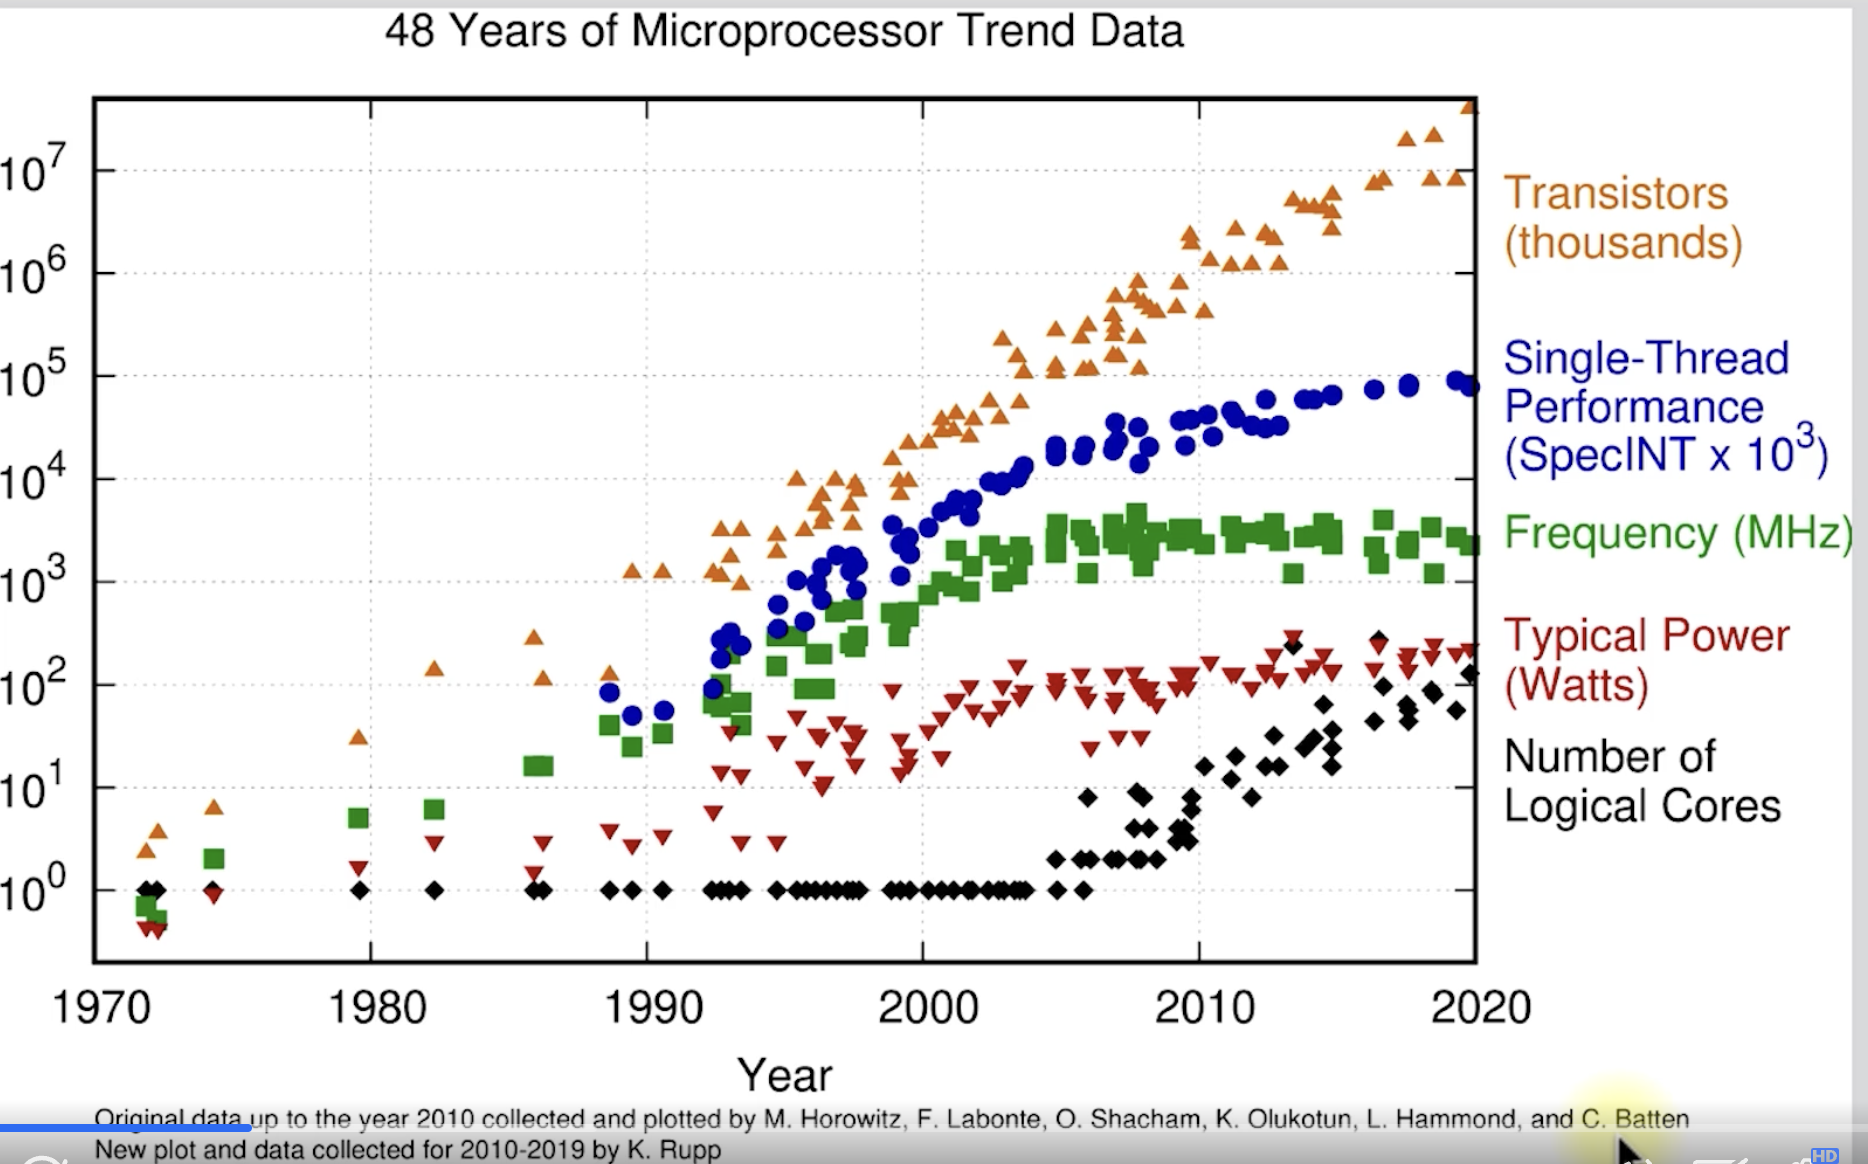 48 Years of Microprocessor Trend Data
10^7
10^6
10^5
10^4
10^3
10^2
10^1
10^0
Transistors
(thousands)
Single-Thread
Performance
(SpecINT x 10^3)
Frequency (MHz)
Typical Power
(Watts)
Number of
Logical Cores
1970 1980 1990 2000 2010 2020
Year
Original data up to the year 2010 collected and plotted by M. Horowitz, F. Labonte, O. Shacham, K. Olukotun, L. Hammond, and C. Batten
New plot and data collected for 2010-2019 by K. Rupp
HD